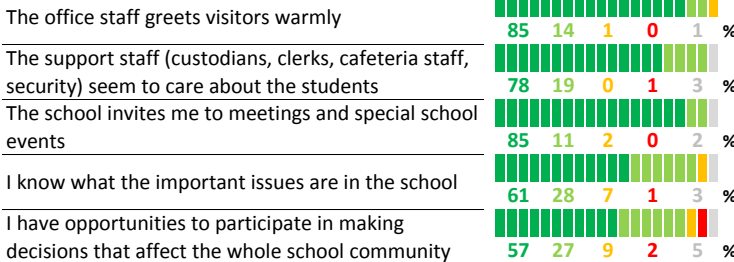 The office staff greets visitors warmly
85 14 1 0 1 %
The support staff (custodians, clerks, cafeteria staff,
security) seem to care about the students
78 19 0 1 3 %
The school invites me to meetings and special school
events
85 11 2 0 2 %
I know what the important issues are in the school
61 28 7 1 3 %
I have opportunities to participate in making
decisions that affect the whole school community
57 27 9 2 5 %